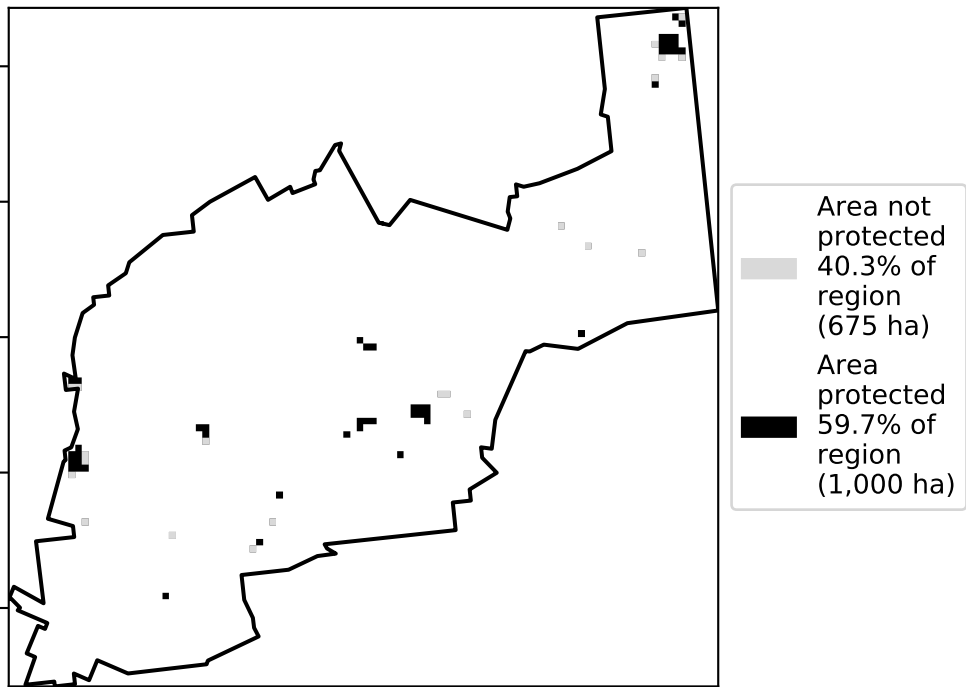 Area not
protected
40.3% of
region
(675 ha)
Area
protected
59.7% of
region
(1,000 ha)